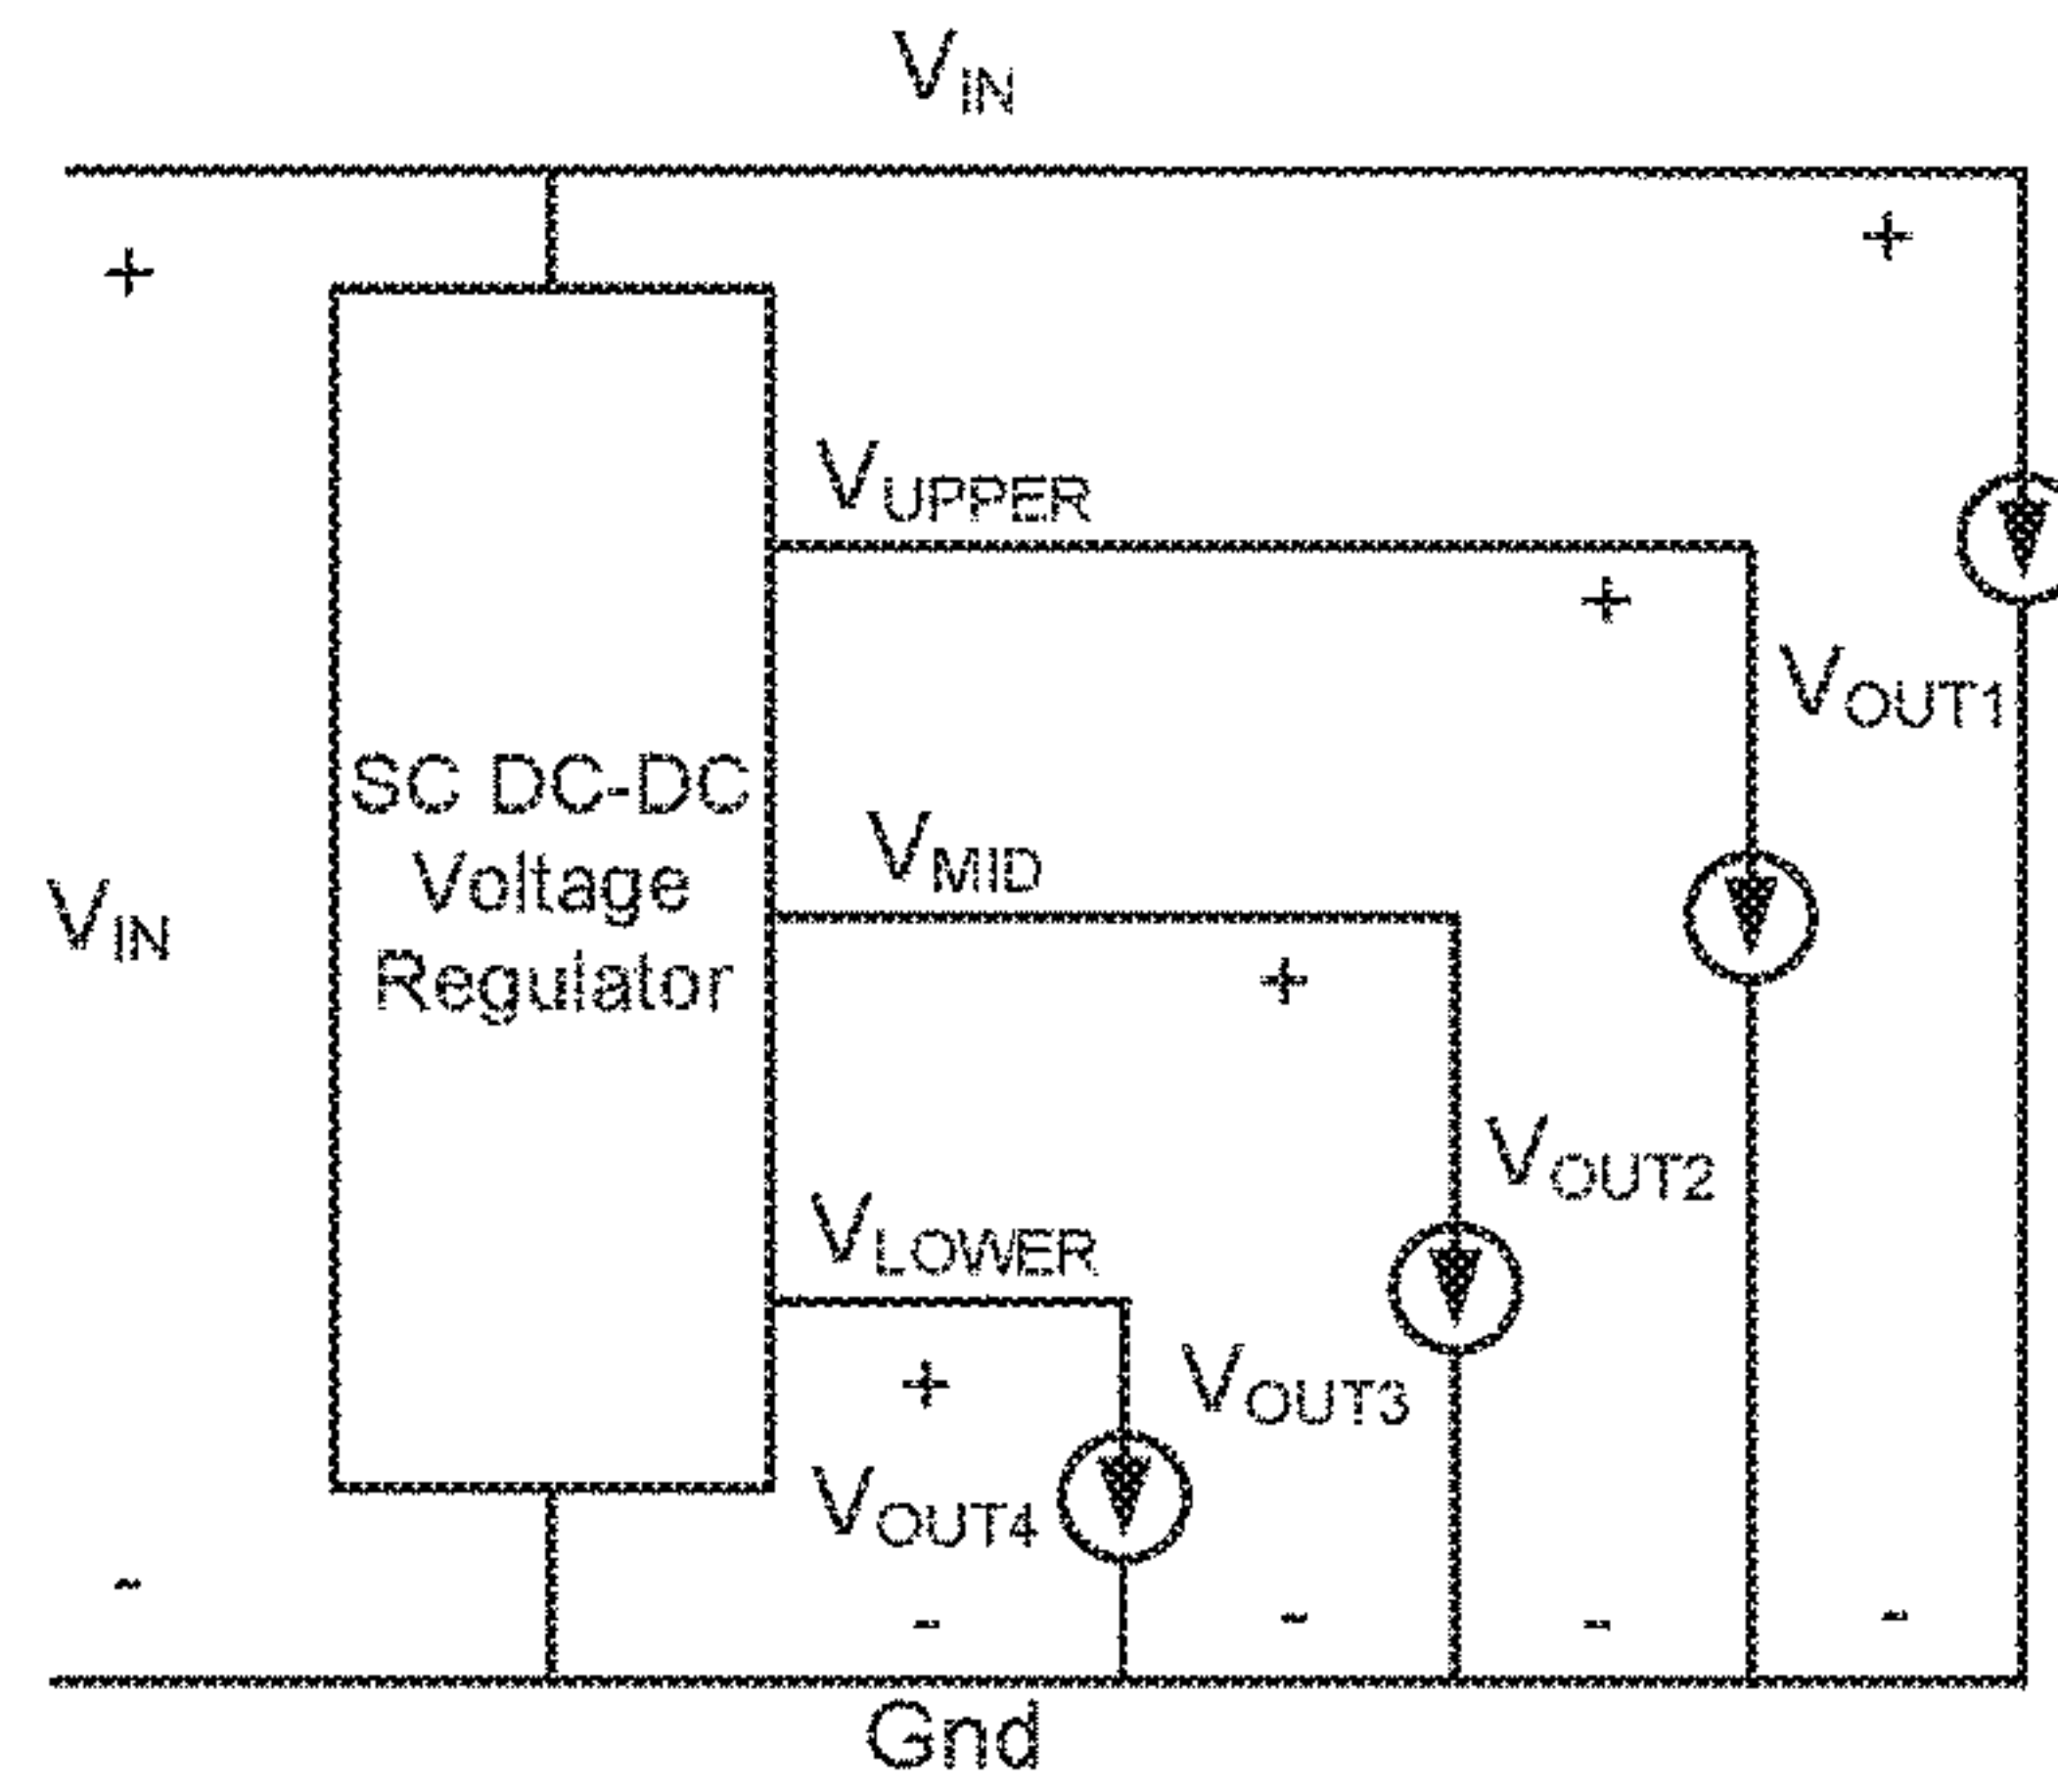 VIN
+
+
VUPPER
+
VOUT1
SC DC-DC
Voltage
Regulator
VMID
VIN
+
VOUT2
VLOWER
+
VOUT3
VOUT4
-
-
-
-
-
Gnd